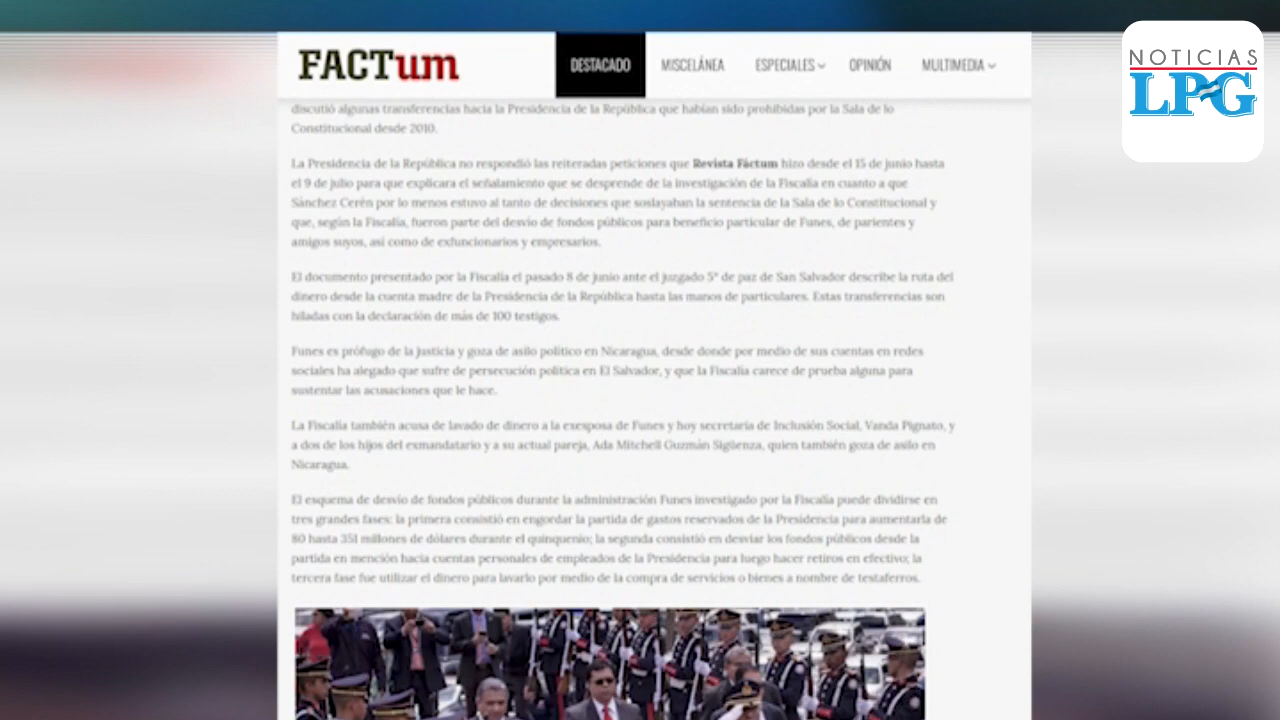 NOTICIAS
LPG
FACTum
DESTACADO
MISCELÁNEA
ESPECIALES
OPINIÓN
MULTIMEDIA
discutió algunas transferencias hacia la Presidencia de la República que habían sido prohibidas por la Sala de lo
Constitucional desde 2010.
La Presidencia de la República no respondió las reiteradas peticiones que Revista Fáctum hizo desde el 15 de junio hasta
el 9 de julio para que explicara el señalamiento que se desprende de la investigación de la Fiscalía en cuanto a que
Sánchez Cerén por lo menos estuvo al tanto de decisiones que soslayaban la sentencia de la Sala de lo Constitucional y
que, según la Fiscalía, fueron parte del desvío de fondos públicos para beneficio particular de Funes, de parientes y
amigos suyos, así como de exfuncionarios y empresarios.
El documento presentado por la Fiscalía el pasado 8 de junio ante el juzgado 5° de paz de San Salvador describe la ruta del
dinero desde la cuenta madre de la Presidencia de la República hasta las manos de particulares. Estas transferencias son
hiladas con la declaración de más de 100 testigos.
Funes es prófugo de la justicia y goza de asilo político en Nicaragua, desde donde por medio de sus cuentas en redes
sociales ha alegado que sufre de persecución política en El Salvador, y que la Fiscalía carece de prueba alguna para
sustentar las acusaciones que le hace.
La Fiscalía también acusa de lavado de dinero a la exesposa de Funes y hoy secretaria de Inclusión Social, Vanda Pignato, y
a dos de los hijos del exmandatario y a su actual pareja, Ada Mitchell Guzmán Sigüenza, quien también goza de asilo en
Nicaragua.
El esquema de desvío de fondos públicos durante la administración Funes investigado por la Fiscalía puede dividirse en
tres grandes fases: la primera consistió en engordar la partida de gastos reservados de la Presidencia para aumentarla de
80 hasta 351 millones de dólares durante el quinquenio; la segunda consistió en desviar los fondos públicos desde la
partida en mención hacia cuentas personales de empleados de la Presidencia para luego hacer retiros en efectivo; la
tercera fase fue utilizar el dinero para lavarlo por medio de la compra de servicios o bienes a nombre de testaferros.